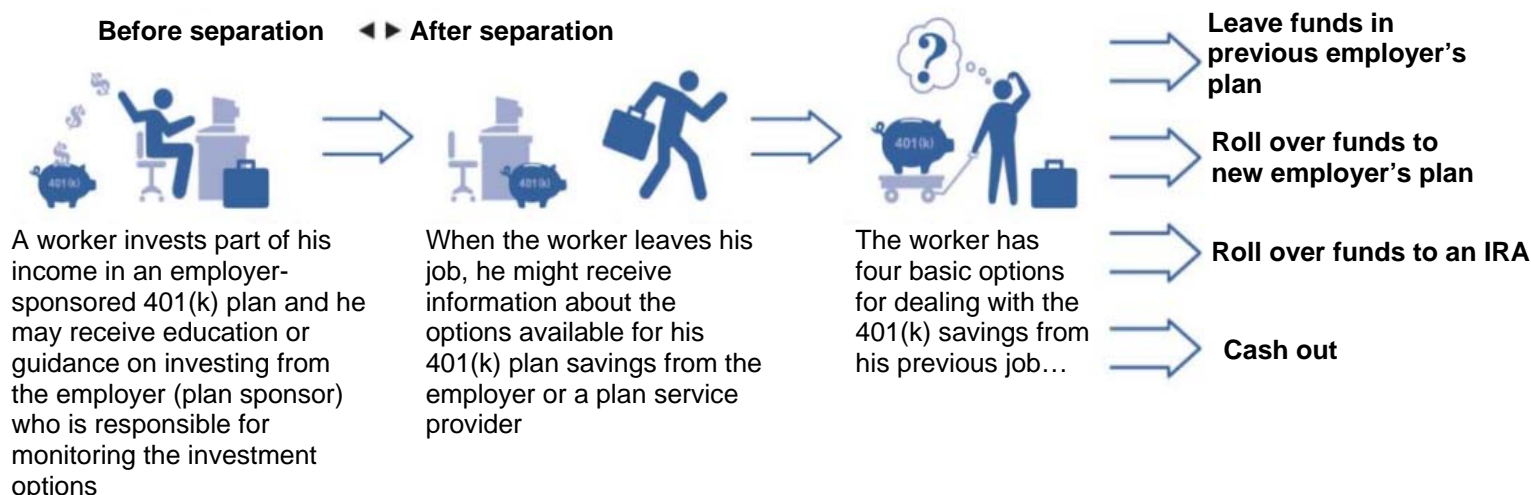 Before separation ◄ ► After separation
$
$
$
401(k)
401(k)
?
401(k)
A worker invests part of his
income in an employer-
sponsored 401(k) plan and he
may receive education or
guidance on investing from
the employer (plan sponsor)
who is responsible for
monitoring the investment
options
When the worker leaves his
job, he might receive
information about the
options available for his
401(k) plan savings from the
employer or a plan service
provider
The worker has
four basic options
for dealing with the
401(k) savings from
his previous job…
Leave funds in
previous employer’s
plan
Roll over funds to
new employer’s plan
Roll over funds to an IRA
Cash out